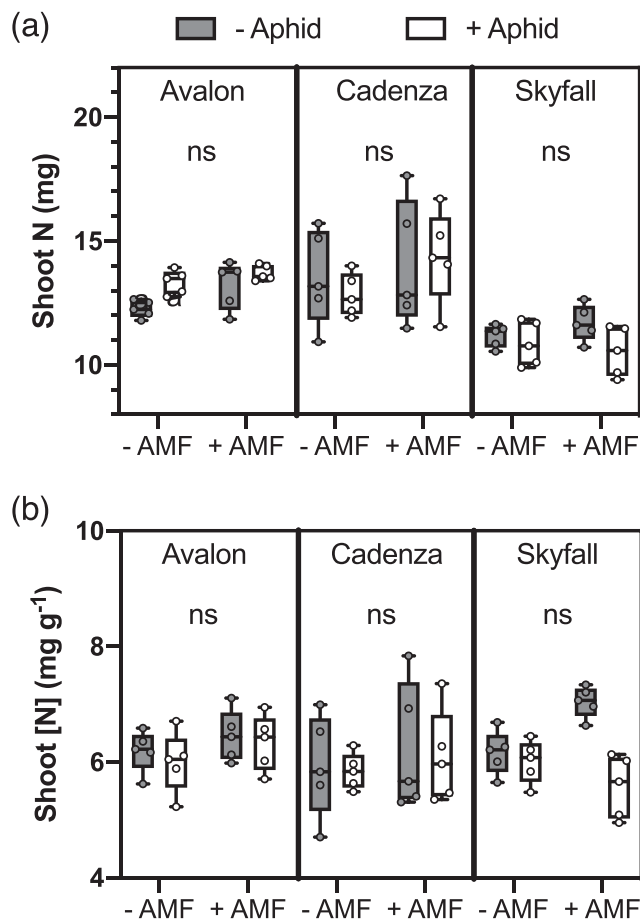 (a)
- Aphid + Aphid
Avalon Cadenza Skyfall
ns ns ns
Shoot N (mg)
20
15
10
- AMF + AMF - AMF + AMF - AMF + AMF
(b)
Avalon Cadenza Skyfall
ns ns ns
Shoot [N] (mg g-1)
10
8
6
4
- AMF + AMF - AMF + AMF - AMF + AMF